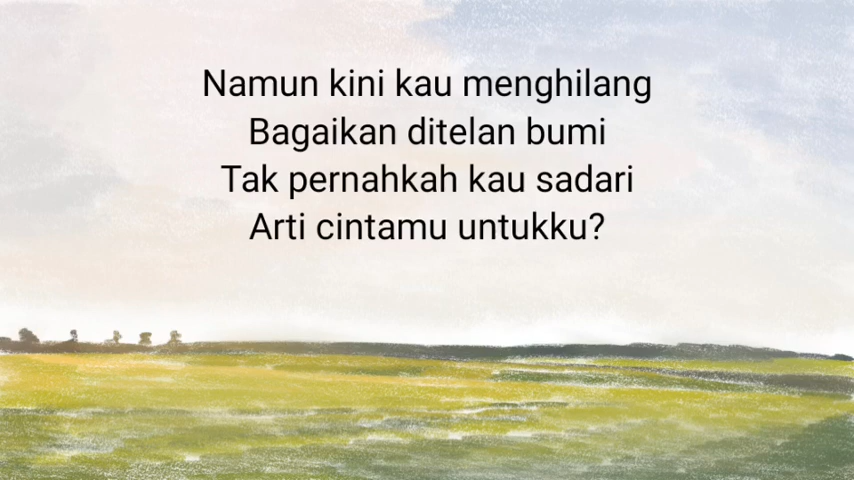 Namun kini kau menghilang
Bagaikan ditelan bumi
Tak pernahkah kau sadari
Arti cintamu untukku?